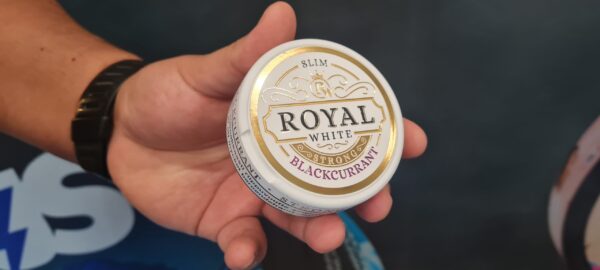 SLIM
ROYAL
WHITE
STRONG
BLACKCURRANT